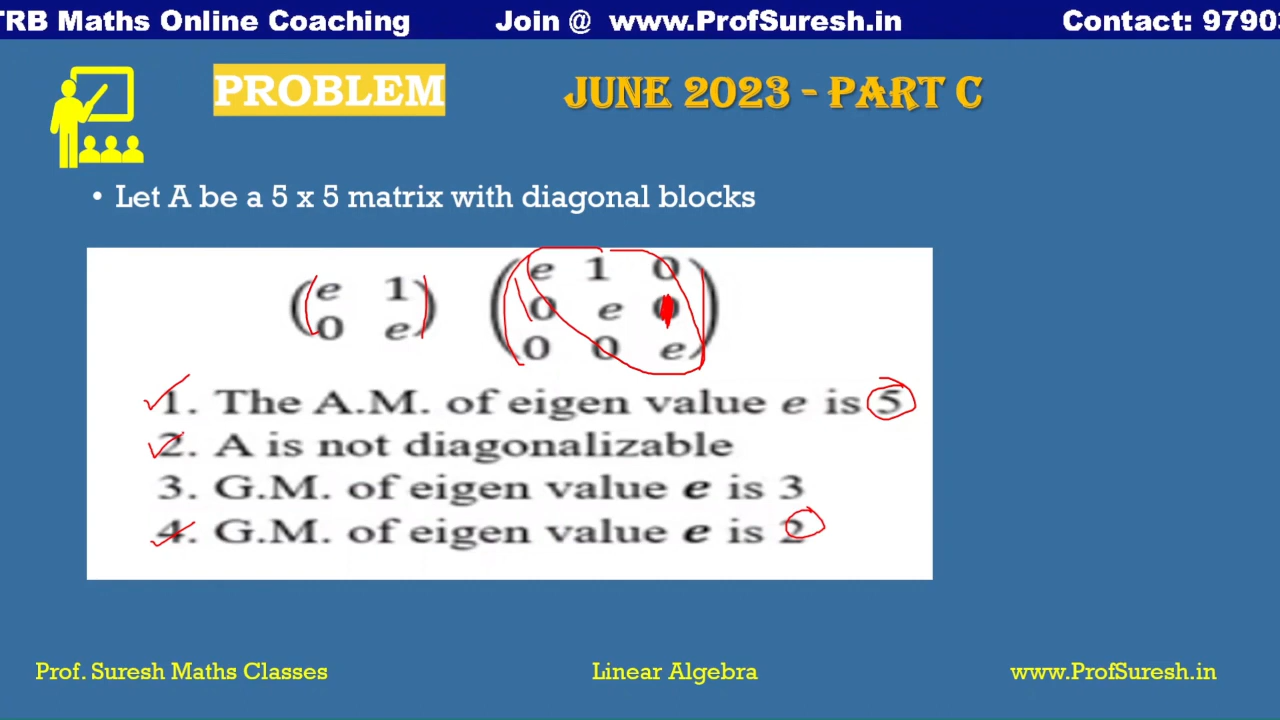 TRB Maths Online Coaching Join @ www.ProfSuresh.in Contact: 9790
PROBLEM JUNE 2023 - PART C
• Let A be a 5 x 5 matrix with diagonal blocks
( e 1 ) ( e 1 0 )
( 0 e ) ( 0 e 0 )
( 0 0 e )
1. The A.M. of eigen value e is 5
2. A is not diagonalizable
3. G.M. of eigen value e is 3
4. G.M. of eigen value e is 2
Prof. Suresh Maths Classes Linear Algebra www.ProfSuresh.in